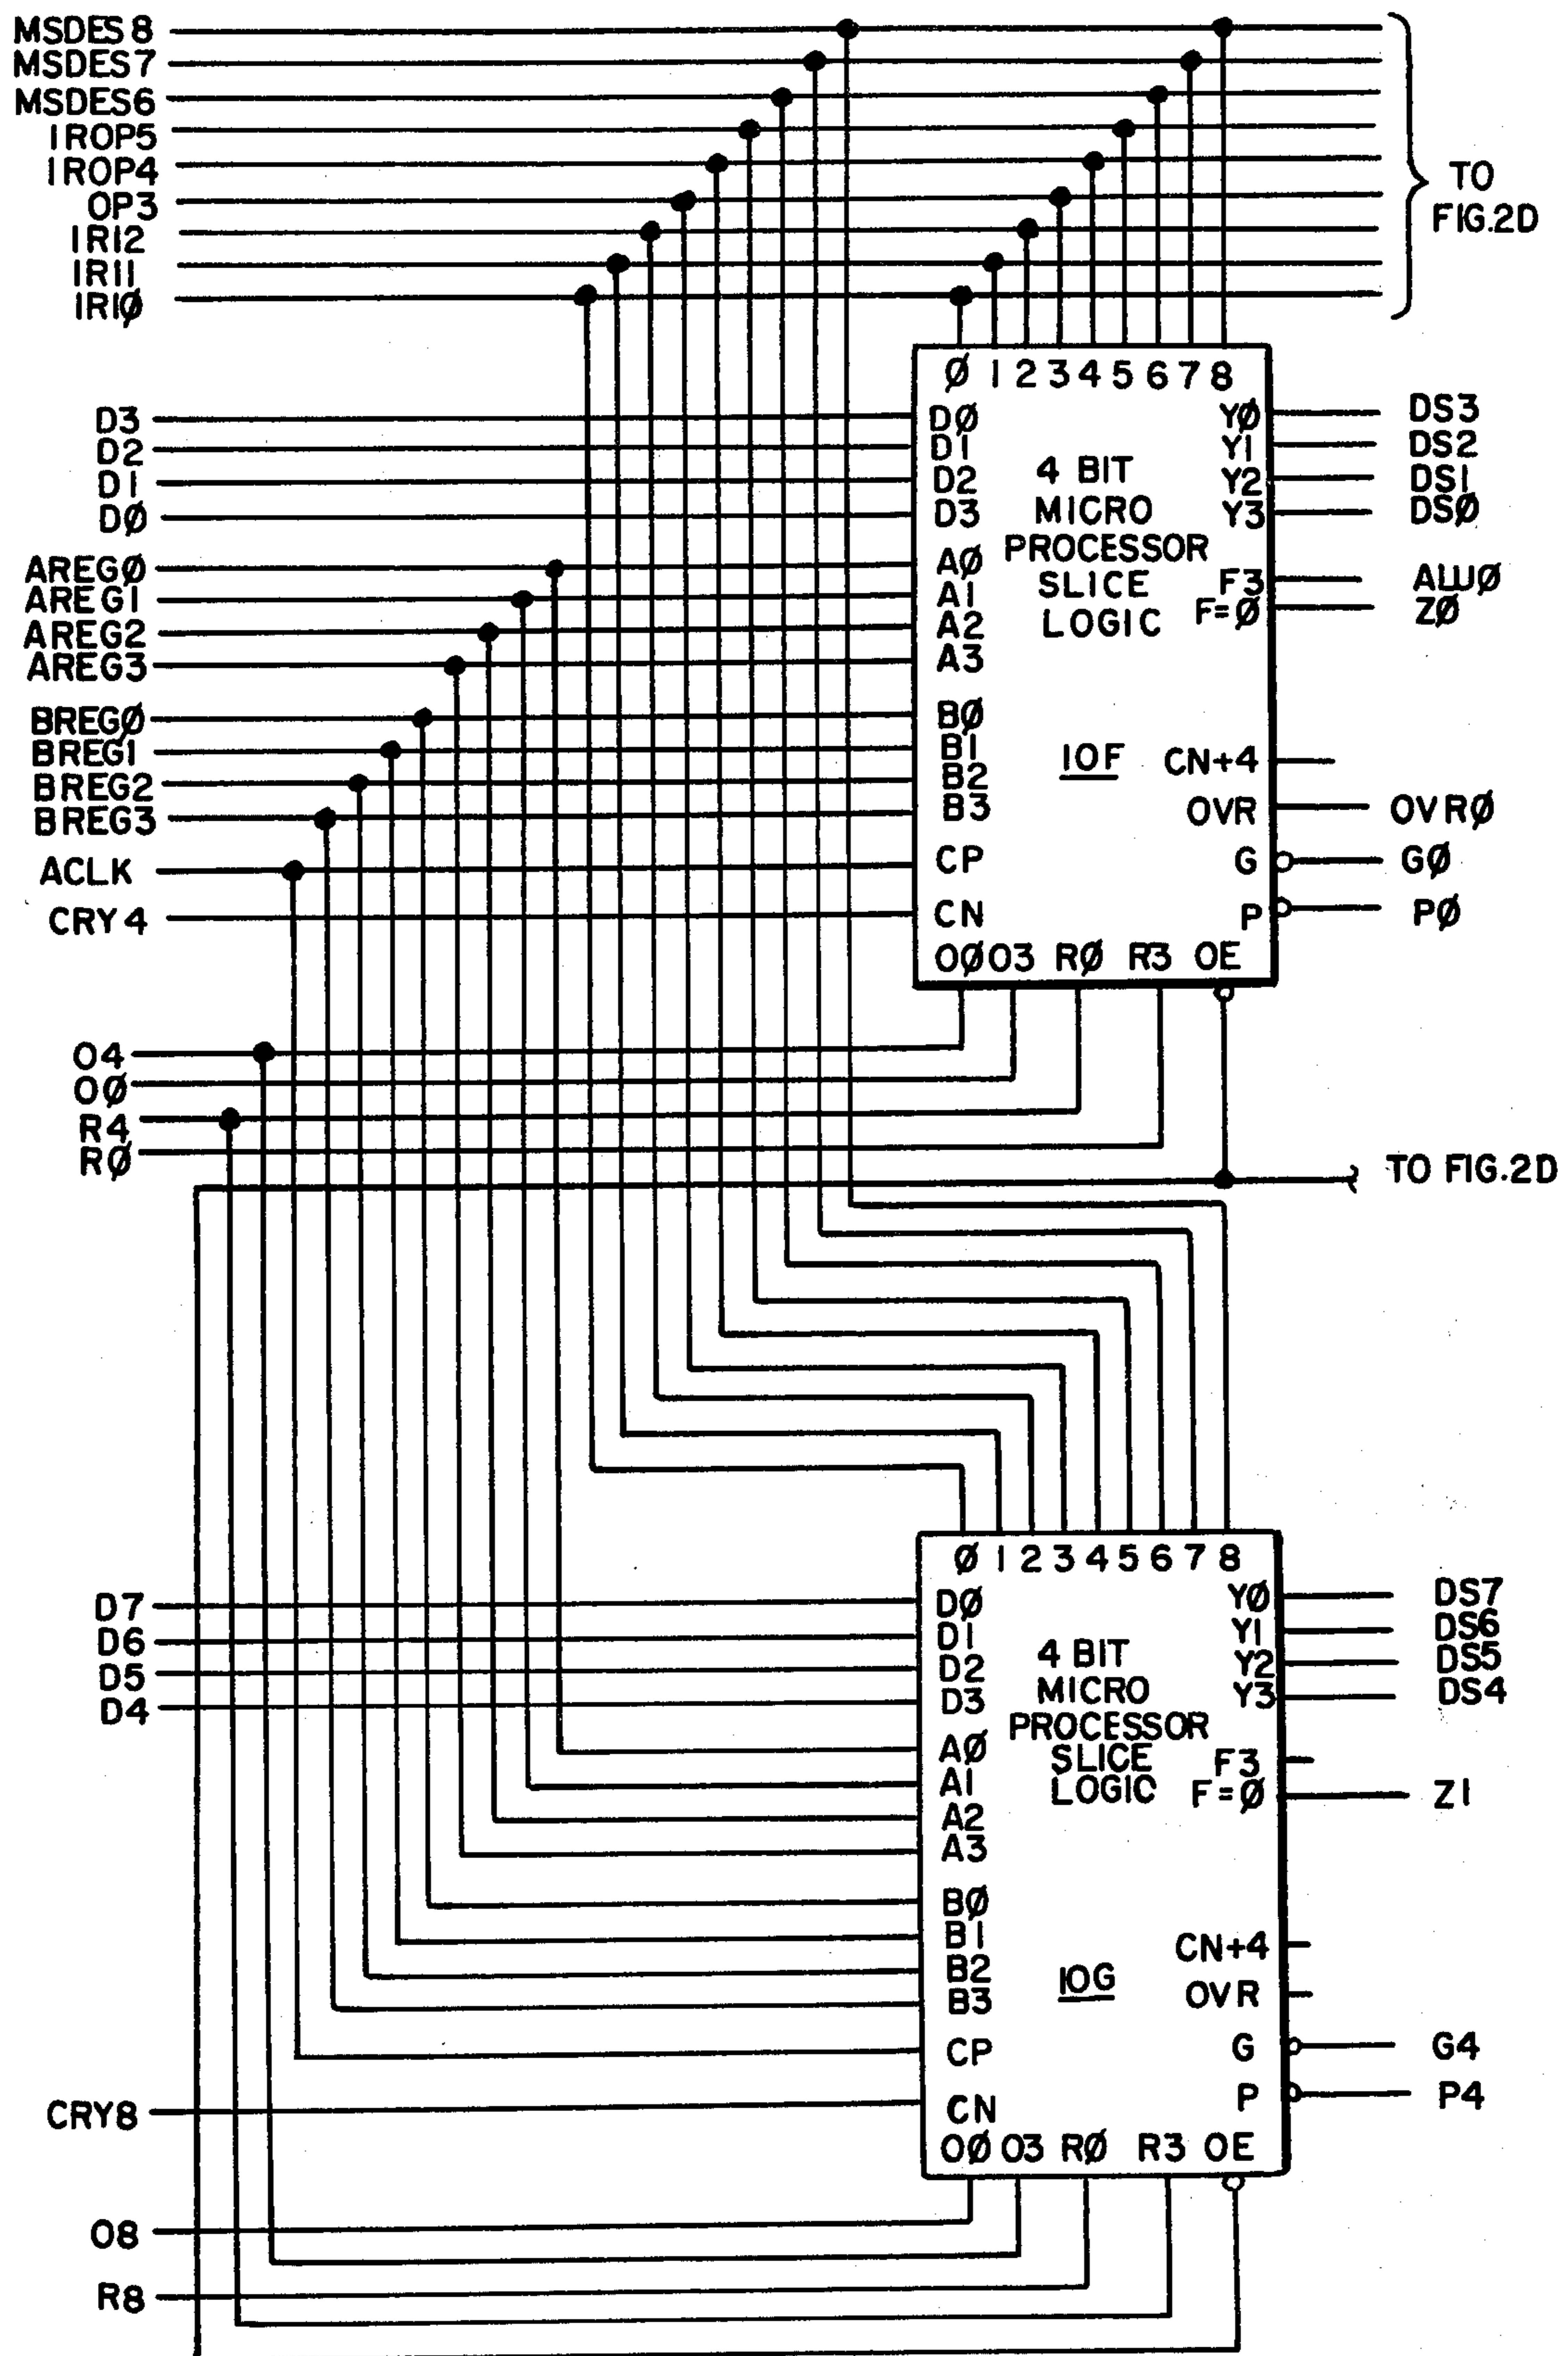 MSDES 8
MSDES7
MSDES6
IROP5
IROP4
OP3
IRI2
IRI1
IRIØ
TO
FIG.2D
Ø 1 2 3 4 5 6 7 8
D3
D2
D1
DØ
AREGØ
AREG1
AREG2
AREG3
BREGØ
BREG1
BREG2
BREG3
ACLK
CRY 4
DØ
D1
D2
D3
AØ
A1
A2
A3
BØ
B1
B2
B3
CP
CN
4 BIT
MICRO
PROCESSOR
SLICE
LOGIC
10F
YØ
Y1
Y2
Y3
F3
F=Ø
CN+4
OVR
G
P
DS3
DS2
DS1
DSØ
ALUØ
ZØ
OVRØ
GØ
PØ
OØ O3 RØ R3 OE
O4
OØ
R4
RØ
TO FIG.2D
Ø 1 2 3 4 5 6 7 8
D7
D6
D5
D4
CRY8
DØ
D1
D2
D3
AØ
A1
A2
A3
BØ
B1
B2
B3
CP
CN
4 BIT
MICRO
PROCESSOR
SLICE
LOGIC
10G
YØ
Y1
Y2
Y3
F3
F=Ø
CN+4
OVR
G
P
DS7
DS6
DS5
DS4
Z1
G4
P4
OØ O3 RØ R3 OE
O8
R8